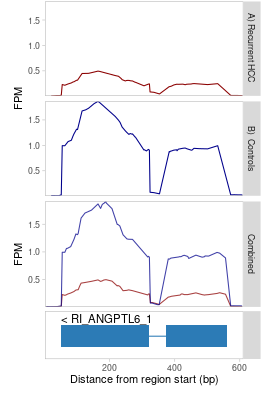 1.5
1.0
0.5
A) Recurrent HCC
FPM
1.5
1.0
0.5
B) Controls
1.5
1.0
0.5
FPM
Combined
< RI_ANGPTL6_1
200 400 600
Distance from region start (bp)